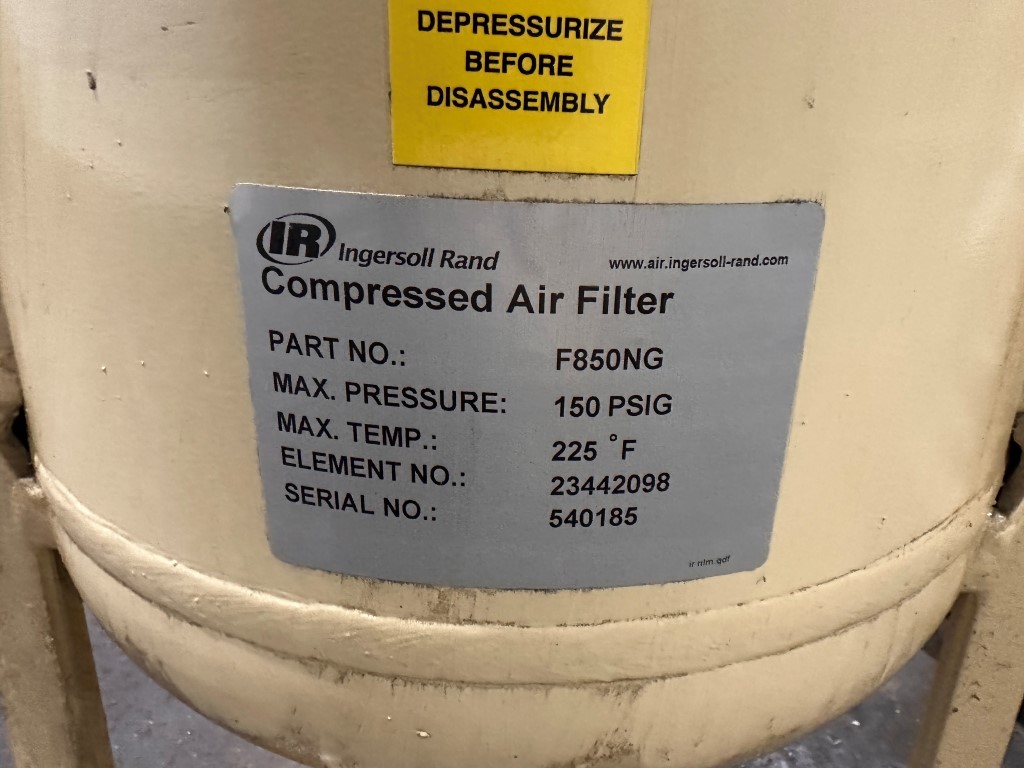 DEPRESSURIZE
BEFORE
DISASSEMBLY
IR Ingersoll Rand www.air.ingersoll-rand.com
Compressed Air Filter
PART NO.: F850NG
MAX. PRESSURE: 150 PSIG
MAX. TEMP.: 225 °F
ELEMENT NO.: 23442098
SERIAL NO.: 540185